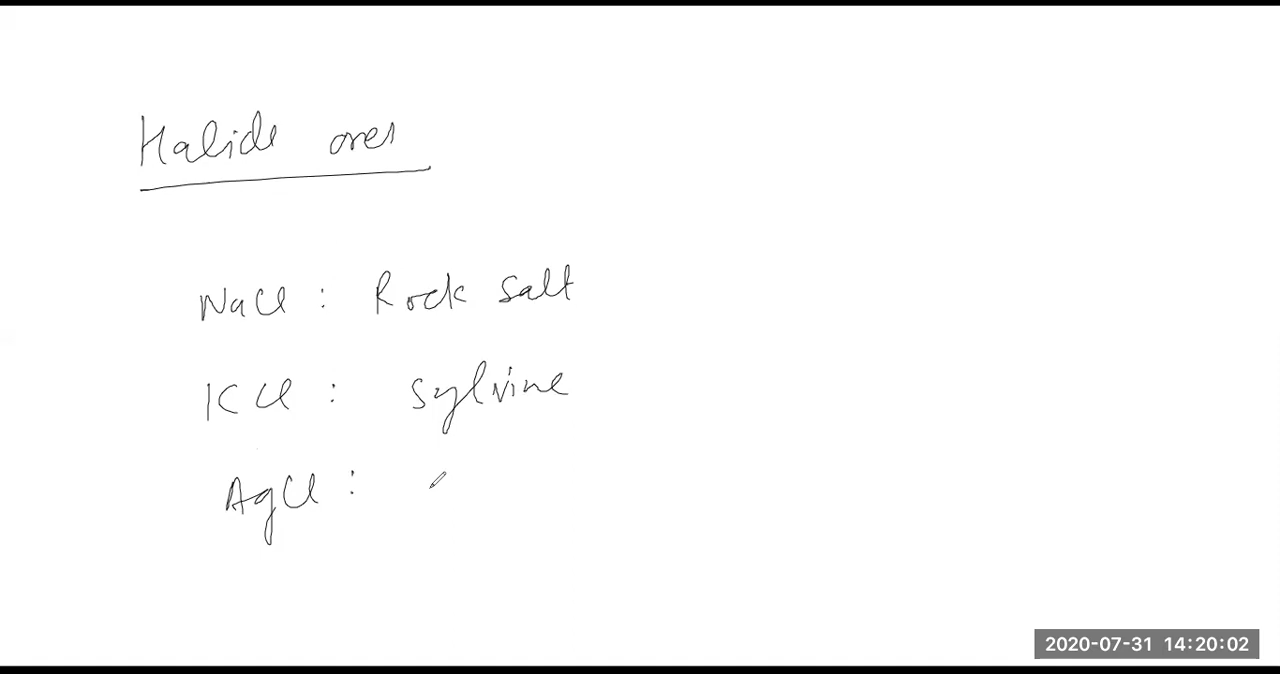 Halide ores
NaCl : Rock salt
KCl : Sylvine
AgCl :
2020-07-31 14:20:02